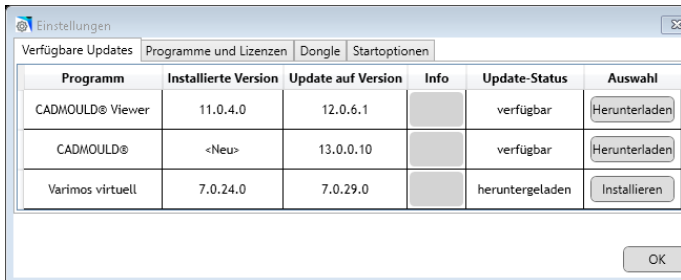 Einstellungen
Verfügbare Updates Programme und Lizenzen Dongle Startoptionen
Programm Installierte Version Update auf Version Info Update-Status Auswahl
CADMOULD® Viewer 11.0.4.0 12.0.6.1 verfügbar Herunterladen
CADMOULD® <Neu> 13.0.0.10 verfügbar Herunterladen
Varimos virtuell 7.0.24.0 7.0.29.0 heruntergeladen Installieren
OK